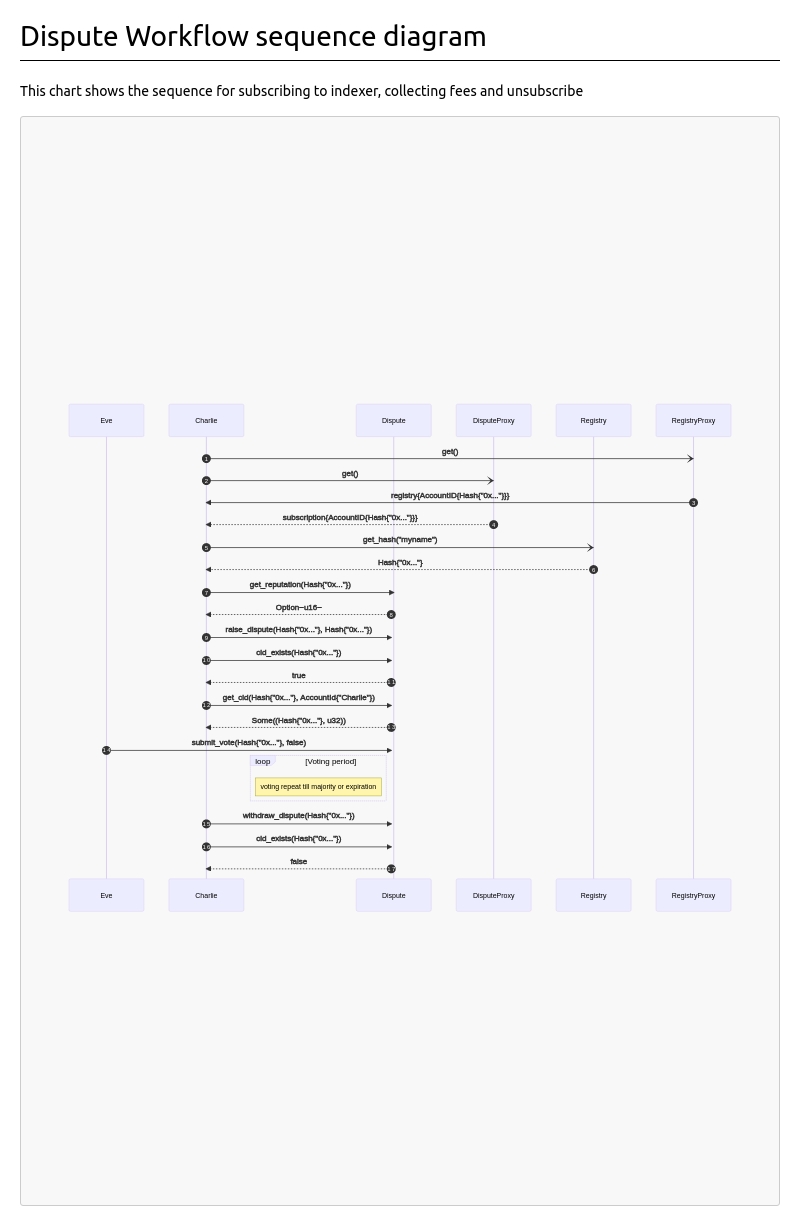 Dispute Workflow sequence diagram
This chart shows the sequence for subscribing to indexer, collecting fees and unsubscribe
Eve Charlie Dispute DisputeProxy Registry RegistryProxy
get()
1
get()
2
registry{AccountID{Hash{"0x..."}}}
3
subscription{AccountID{Hash{"0x..."}}}
4
get_hash("myname")
5
Hash{"0x..."}
6
get_reputation(Hash{"0x..."})
7
Option~u16~
8
raise_dispute(Hash{"0x..."}, Hash{"0x..."})
9
cid_exists(Hash{"0x..."})
10
true
11
get_cid(Hash{"0x..."}, AccountId{"Charlie"})
12
Some((Hash{"0x..."}, u32))
13
submit_vote(Hash{"0x..."}, false)
14
loop [Voting period]
voting repeat till majority or expiration
withdraw_dispute(Hash{"0x..."})
15
cid_exists(Hash{"0x..."})
16
false
17
Eve Charlie Dispute DisputeProxy Registry RegistryProxy